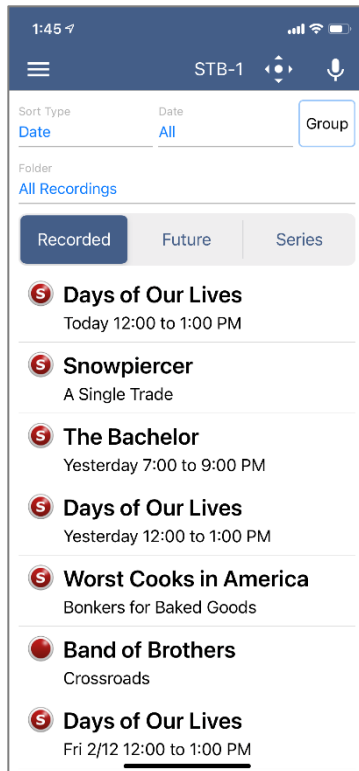 1:45
STB-1
Sort Type
Date
Date
All
Group
Folder
All Recordings
Recorded
Future
Series
S Days of Our Lives
Today 12:00 to 1:00 PM
S Snowpiercer
A Single Trade
S The Bachelor
Yesterday 7:00 to 9:00 PM
S Days of Our Lives
Yesterday 12:00 to 1:00 PM
S Worst Cooks in America
Bonkers for Baked Goods
Band of Brothers
Crossroads
S Days of Our Lives
Fri 2/12 12:00 to 1:00 PM